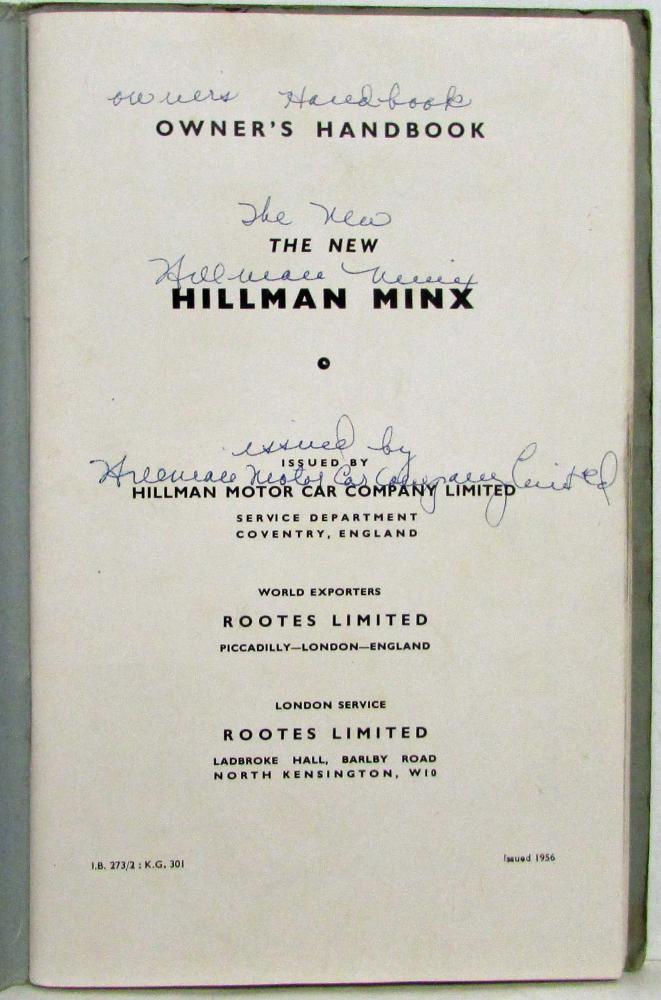 owners Handbook
OWNER'S HANDBOOK
The New
THE NEW
Hillman Minx
HILLMAN MINX
issued by
ISSUED BY
Hillman Motor Car Company Limited
HILLMAN MOTOR CAR COMPANY LIMITED
SERVICE DEPARTMENT
COVENTRY, ENGLAND
WORLD EXPORTERS
ROOTES LIMITED
PICCADILLY—LONDON—ENGLAND
LONDON SERVICE
ROOTES LIMITED
LADBROKE HALL, BARLBY ROAD
NORTH KENSINGTON, W10
I.B. 273/2 : K.G. 301
Issued 1956